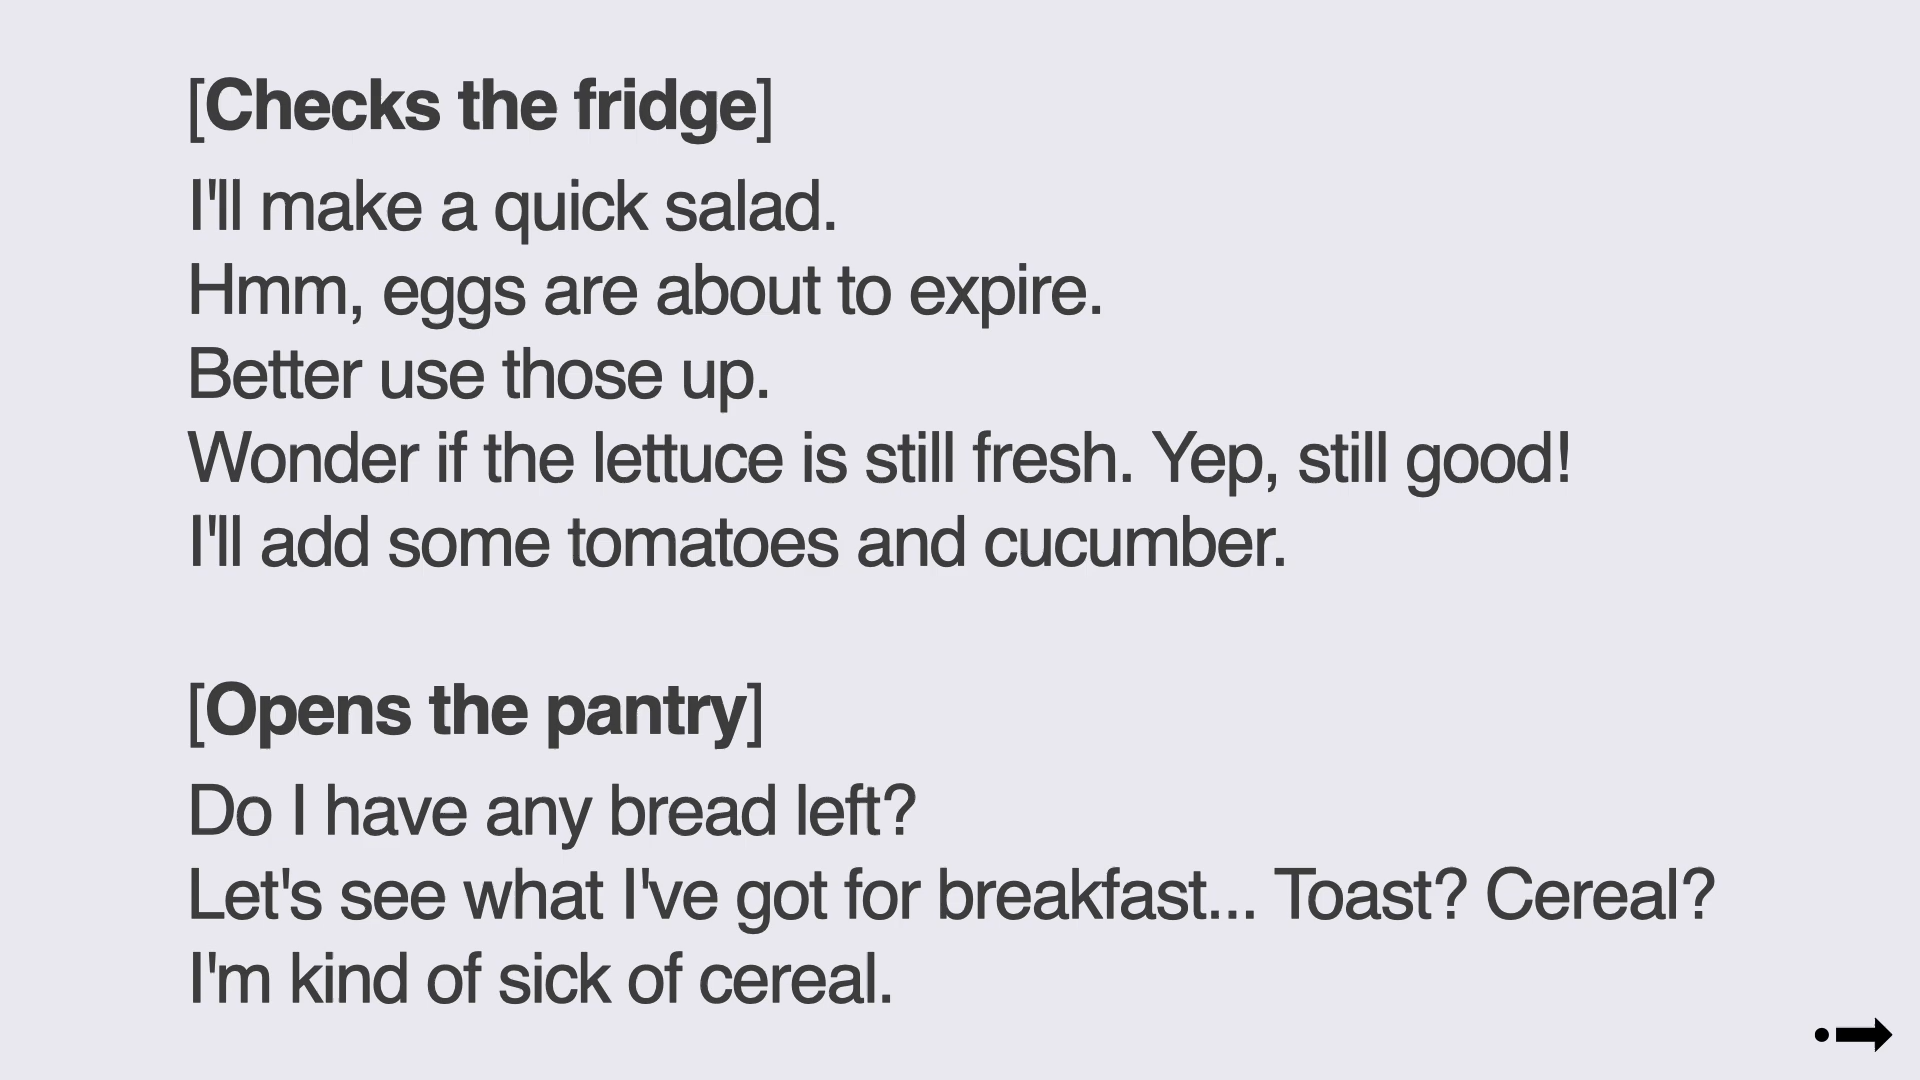 [Checks the fridge]
I'll make a quick salad.
Hmm, eggs are about to expire.
Better use those up.
Wonder if the lettuce is still fresh. Yep, still good!
I'll add some tomatoes and cucumber.
[Opens the pantry]
Do I have any bread left?
Let's see what I've got for breakfast... Toast? Cereal?
I'm kind of sick of cereal.